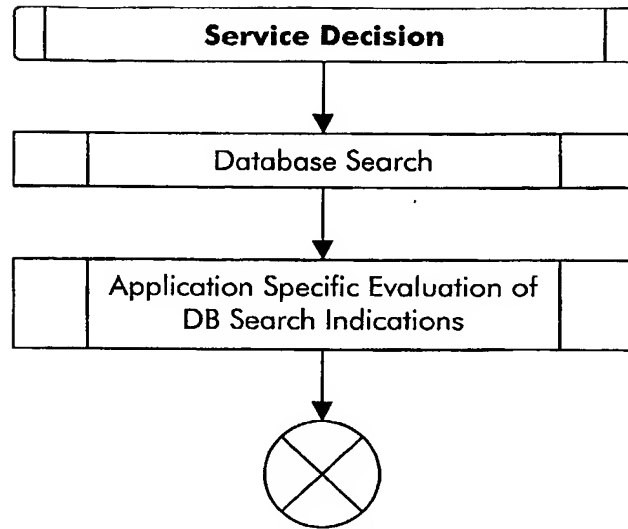 Service Decision
Database Search
Application Specific Evaluation of
DB Search Indications